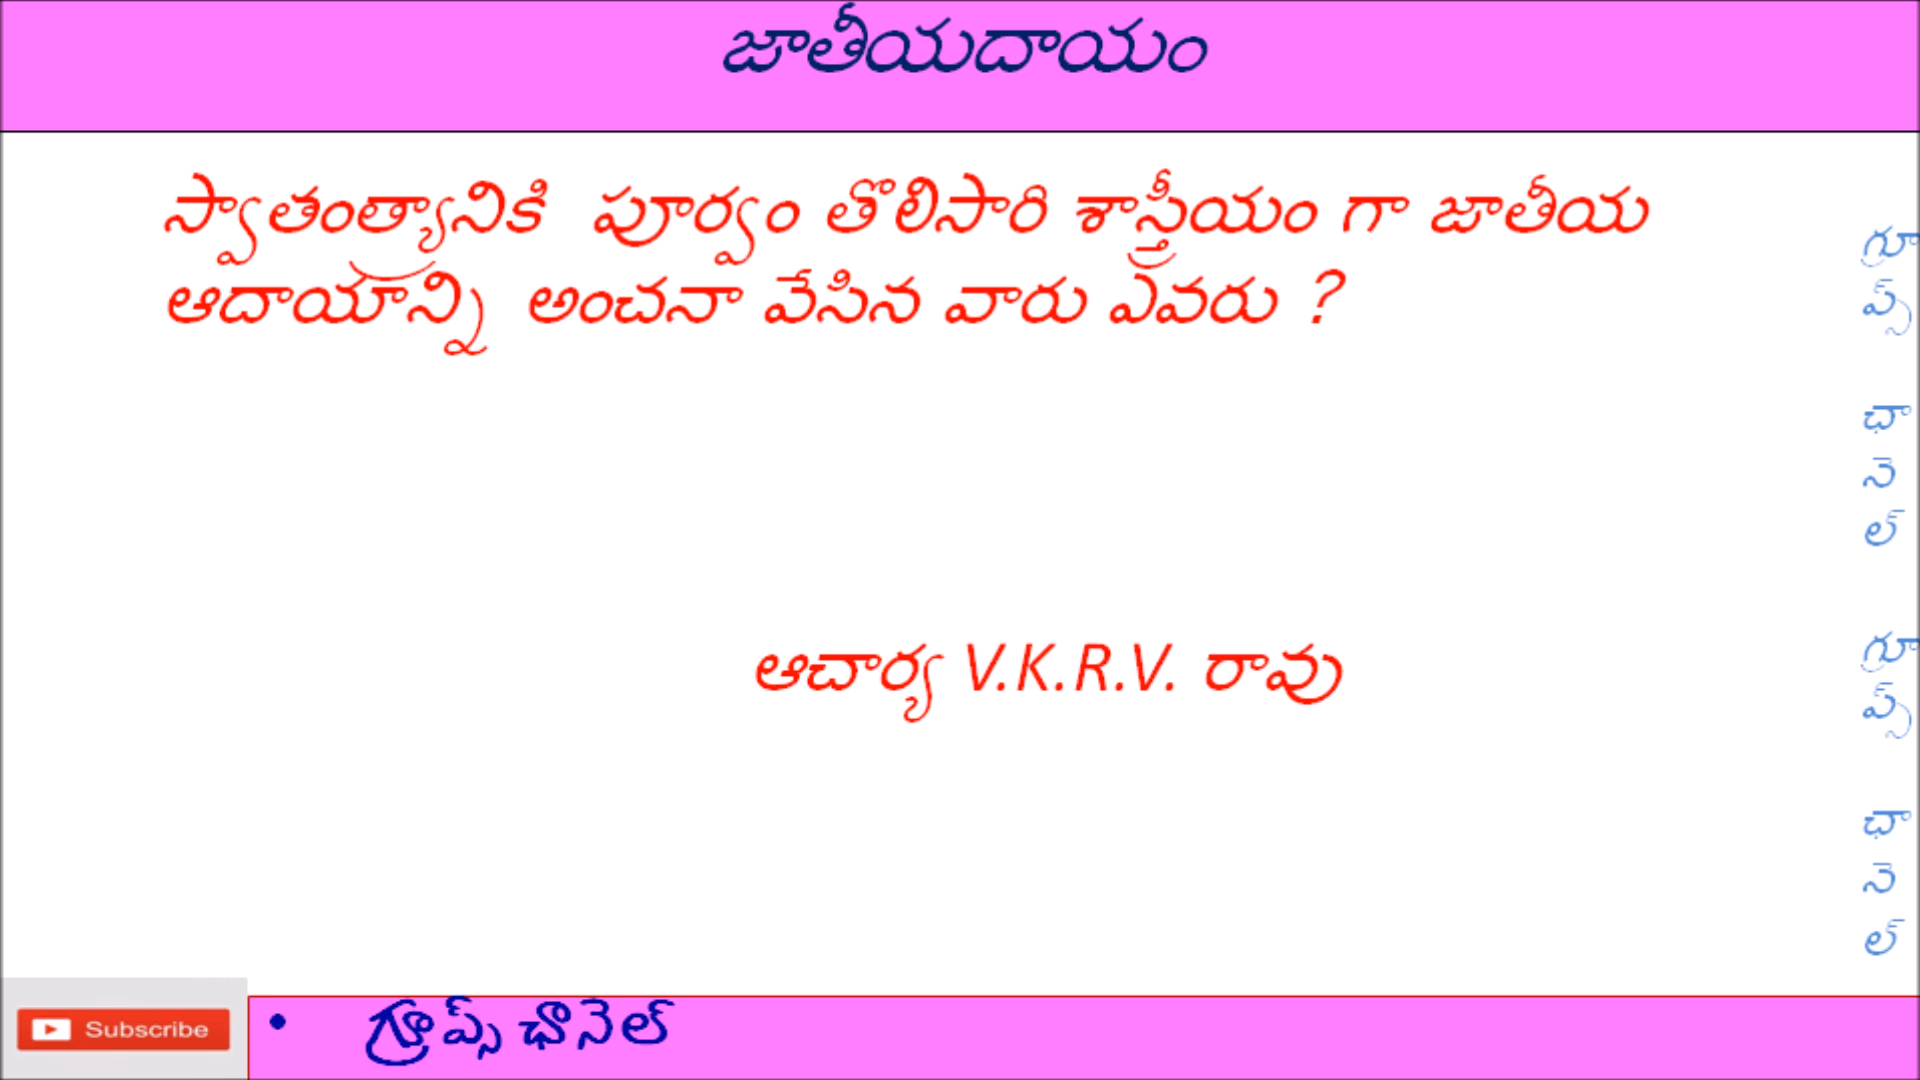 జాతీయదాయం
స్వాతంత్ర్యానికి పూర్వం తొలిసారి శాస్త్రీయం గా జాతీయ
ఆదాయాన్ని అంచనా వేసిన వారు ఎవరు ?
ఆచార్య V.K.R.V. రావు
గ్రూ
ప్స్
ఛా
నె
ల్
గ్రూ
ప్స్
ఛా
నె
ల్
Subscribe
• గ్రూప్స్ ఛానెల్